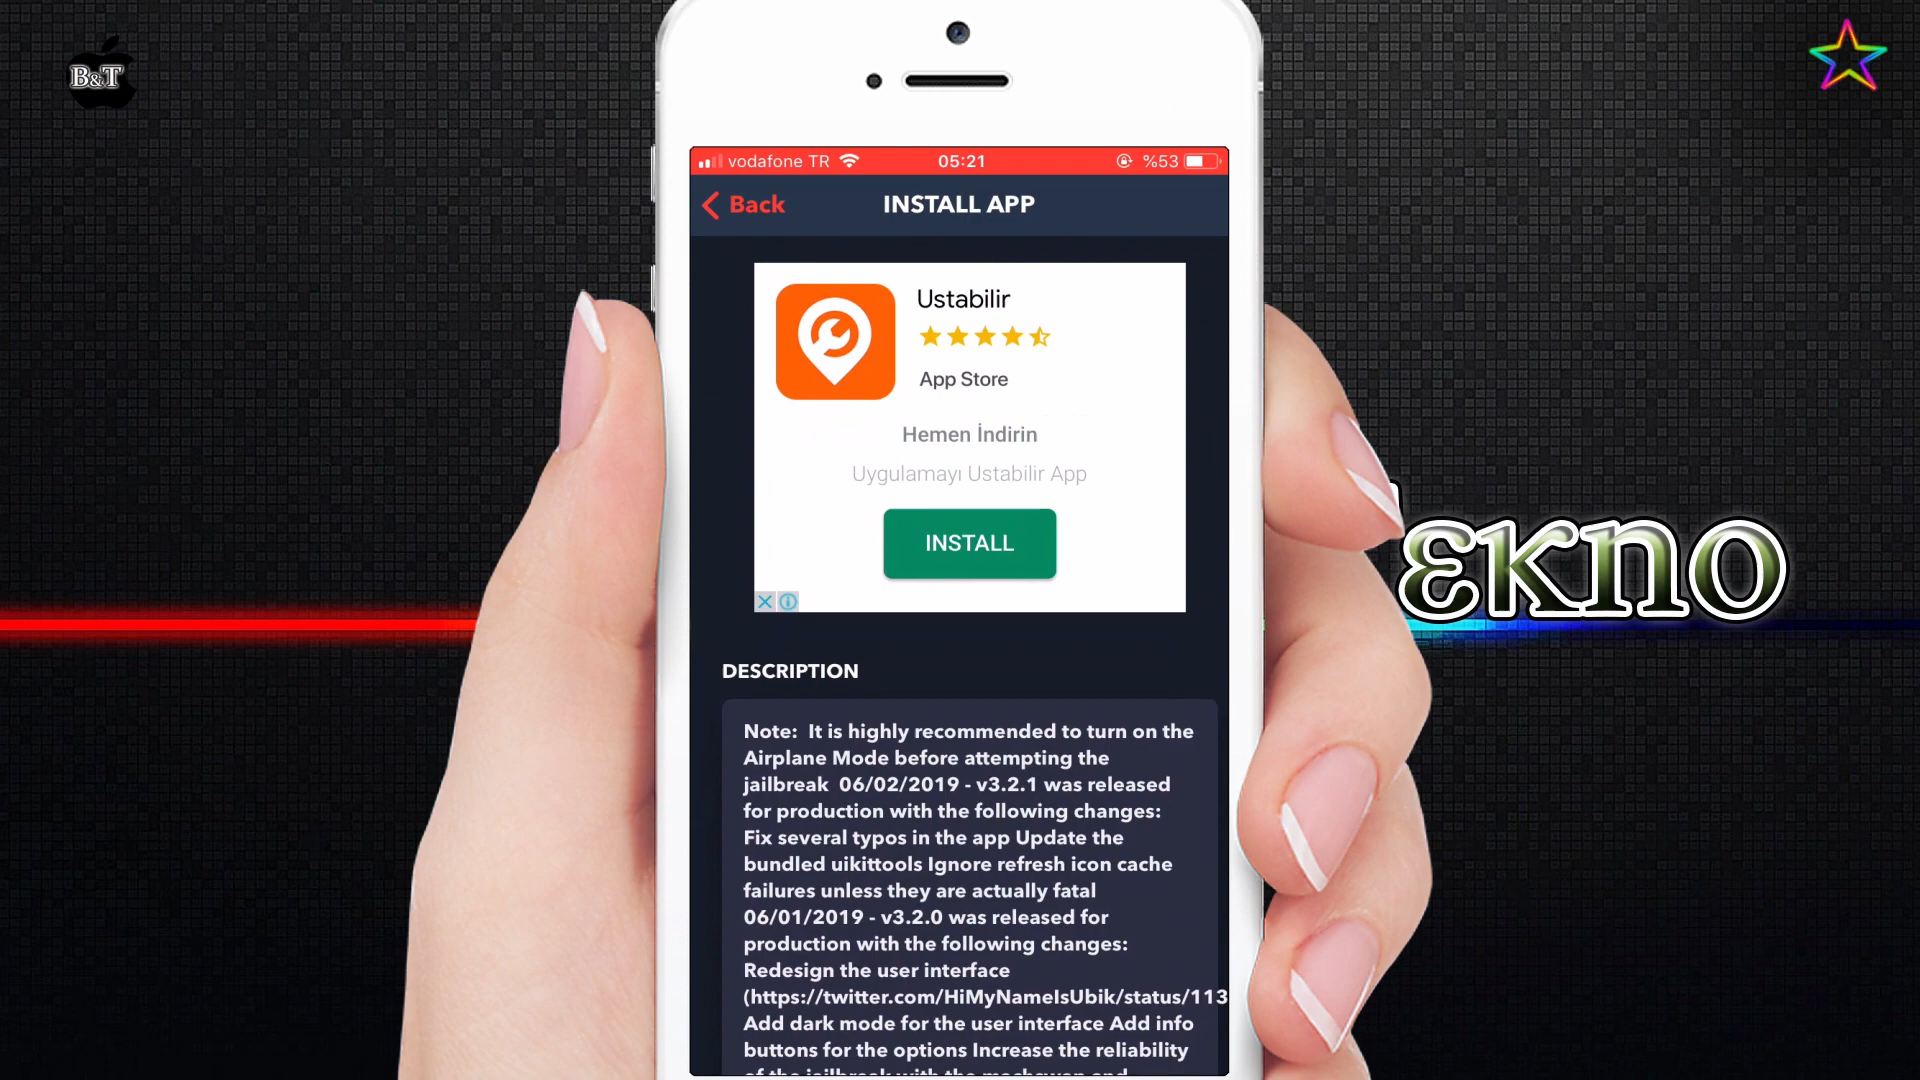 B&T
vodafone TR
05:21
%53
Back
INSTALL APP
Ustabilir
App Store
Hemen İndirin
Uygulamayı Ustabilir App
INSTALL
εκno
DESCRIPTION
Note:  It is highly recommended to turn on the
Airplane Mode before attempting the
jailbreak  06/02/2019 - v3.2.1 was released
for production with the following changes:
Fix several typos in the app Update the
bundled uikittools Ignore refresh icon cache
failures unless they are actually fatal
06/01/2019 - v3.2.0 was released for
production with the following changes:
Redesign the user interface
(https://twitter.com/HiMyNameIsUbik/status/113
Add dark mode for the user interface Add info
buttons for the options Increase the reliability